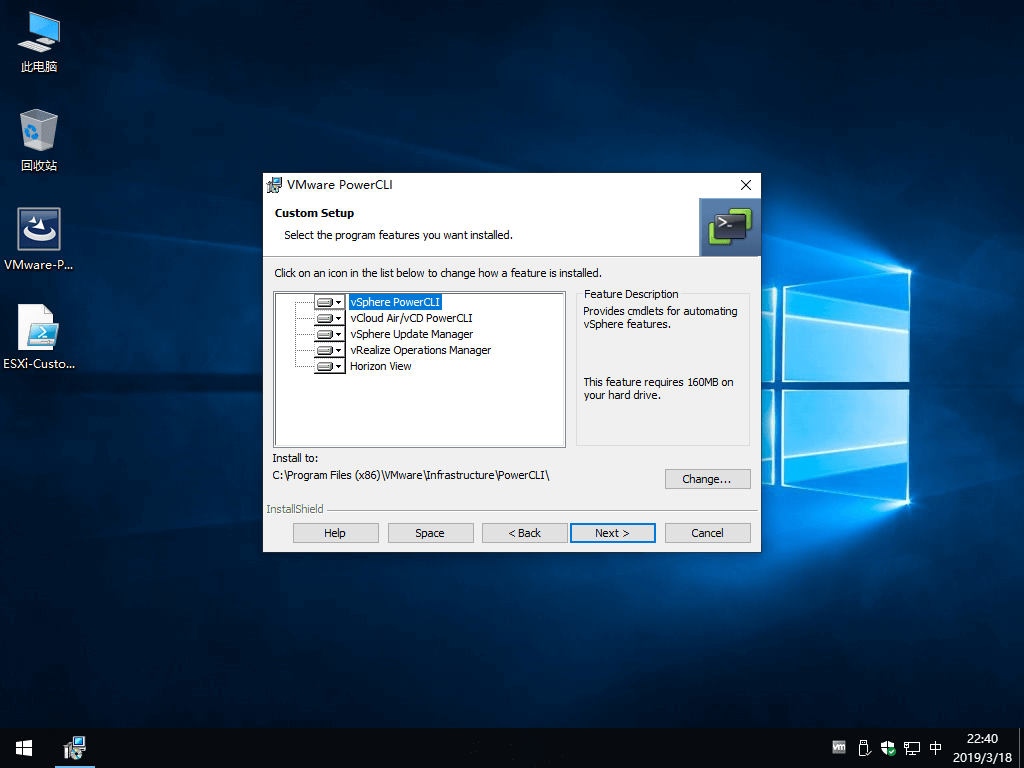 此电脑
回收站
VMware-P...
ESXi-Custo...
VMware PowerCLI
Custom Setup
Select the program features you want installed.
Click on an icon in the list below to change how a feature is installed.
vSphere PowerCLI
vCloud Air/vCD PowerCLI
vSphere Update Manager
vRealize Operations Manager
Horizon View
Feature Description
Provides cmdlets for automating
vSphere features.
This feature requires 160MB on
your hard drive.
Install to:
C:\Program Files (x86)\VMware\Infrastructure\PowerCLI\
Change...
InstallShield
Help
Space
< Back
Next >
Cancel
vm
中
22:40
2019/3/18